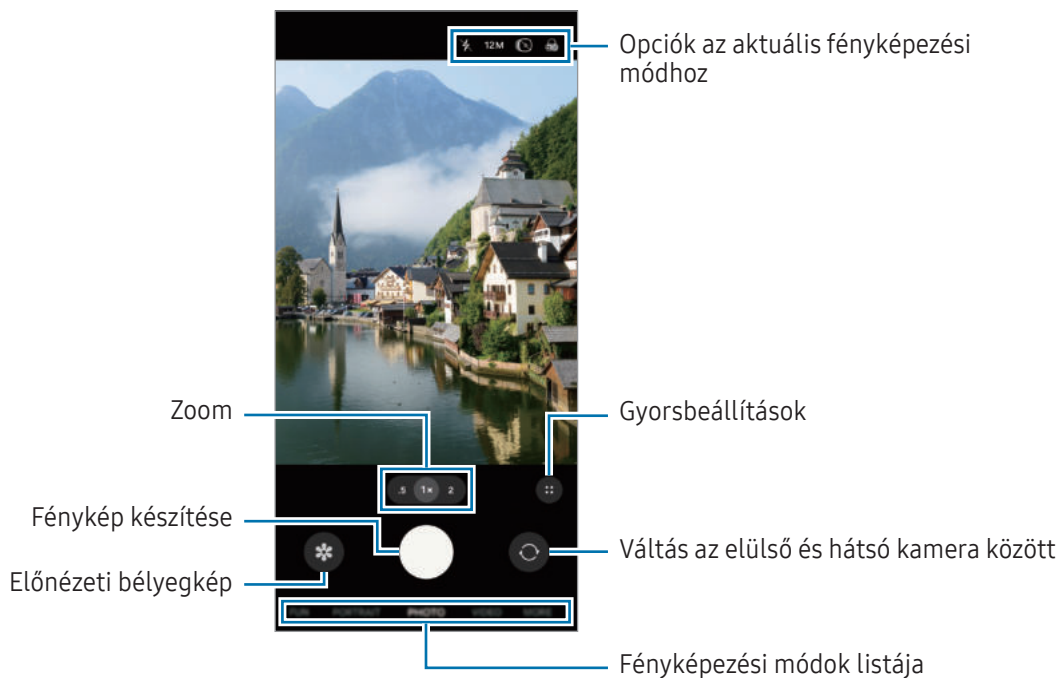 Opciók az aktuális fényképezési
módhoz
12M
Zoom
Gyorsbeállítások
.5 1× 2
Fénykép készítése
Váltás az elülső és hátsó kamera között
Előnézeti bélyegkép
FUN PORTRAIT PHOTO VIDEO MORE
Fényképezési módok listája